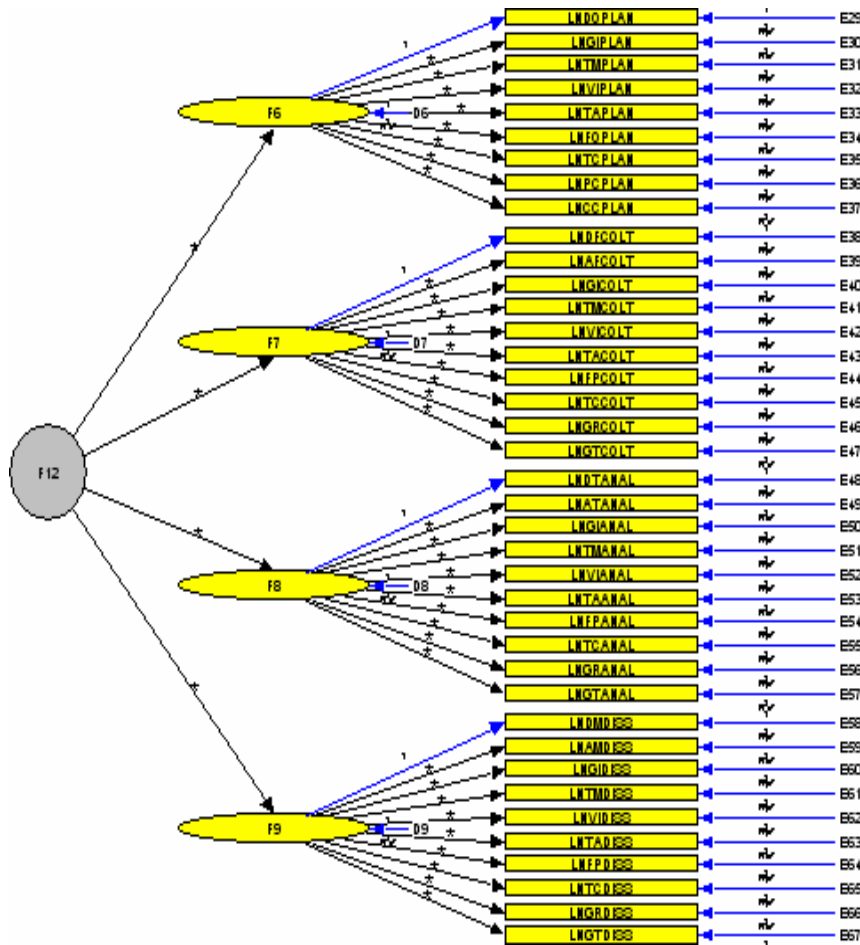 LNDOPLAN E29
LNGIPLAN E30
LNTMPLAN E31
LNVIPLAN E32
F6 D6 LNTAPLAN E33
LNFOPLAN E34
LNTCPLAN E35
LNPCPLAN E36
LNCCPLAN E37
LNDFCOLT E38
LNAFCOLT E39
LNGICOLT E40
LNTMCOLT E41
LNVICOLT E42
F7 D7
LNTACOLT E43
LNFPCOLT E44
LNTCCOLT E45
LNGRCOLT E46
LNGTCOLT E47
F12
LNDTANAL E48
LNATANAL E49
LNGIANAL E50
LNTMANAL E51
LNVIANAL E52
F8 D8
LNTAANAL E53
LNFPANAL E54
LNTCANAL E55
LNGRANAL E56
LNGTANAL E57
LNDMDISS E58
LNAMDISS E59
LNGIDISS E60
LNTMDISS E61
LNVIDISS E62
F9 D9
LNTADISS E63
LNFPDISS E64
LNTCDISS E65
LNGRDISS E66
LNGTDISS E67